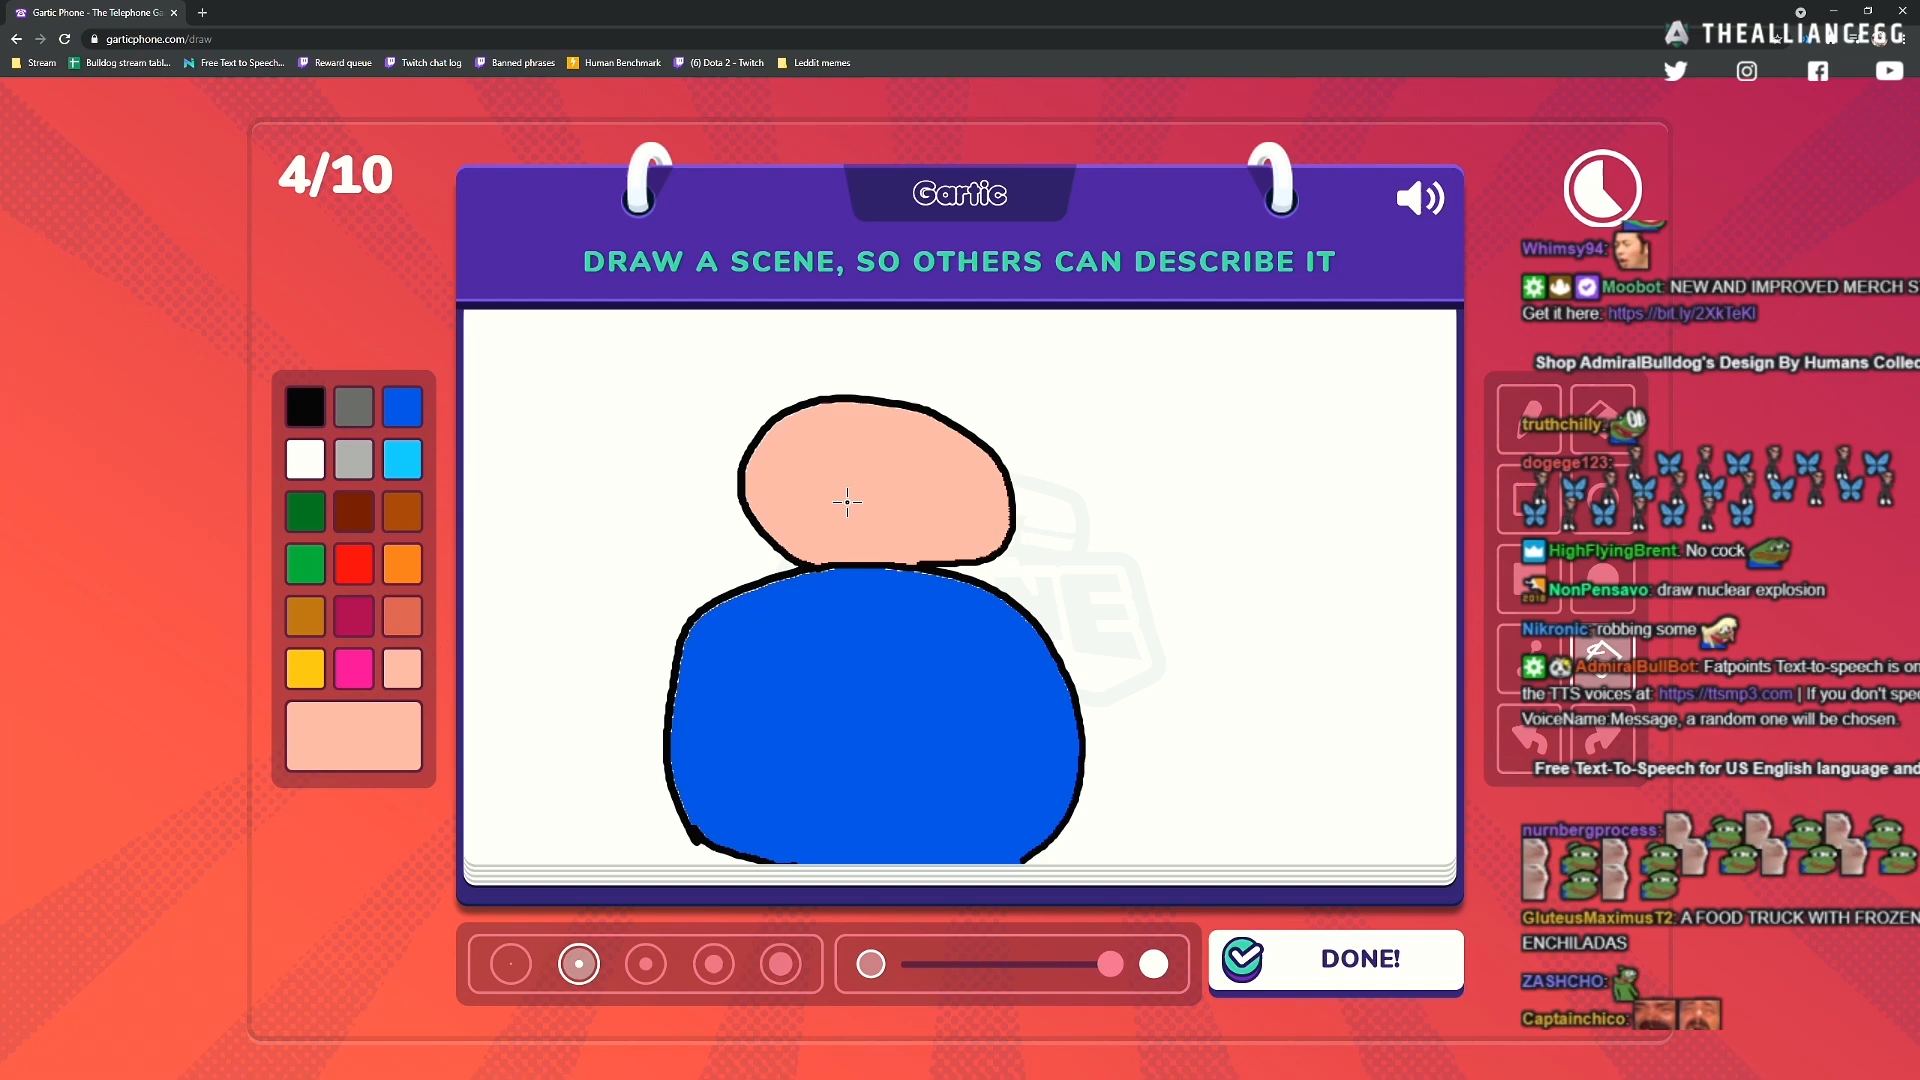 Gartic Phone - The Telephone Ga
garticphone.com/draw
Stream
Bulldog stream tabl...
Free Text to Speech...
Reward queue
Twitch chat log
Banned phrases
Human Benchmark
(6) Dota 2 - Twitch
Leddit memes
THEALLIANCEGG
4/10
Gartic
DRAW A SCENE, SO OTHERS CAN DESCRIBE IT
Whimsy94:
Moobot: NEW AND IMPROVED MERCH S
Get it here: https://bit.ly/2XkTeKl
Shop AdmiralBulldog's Design By Humans Collec
truthchilly:
dogege123:
HighFlyingBrent: No cock
NonPensavo: draw nuclear explosion
Nikronic: robbing some
AdmiralBullBot: Fatpoints Text-to-speech is on
the TTS voices at: https://ttsmp3.com | If you don't spec
VoiceName:Message, a random one will be chosen.
Free Text-To-Speech for US English language and
nurnbergprocess:
GluteusMaximusT2: A FOOD TRUCK WITH FROZEN
ENCHILADAS
ZASHCHO:
Captainchico:
DONE!